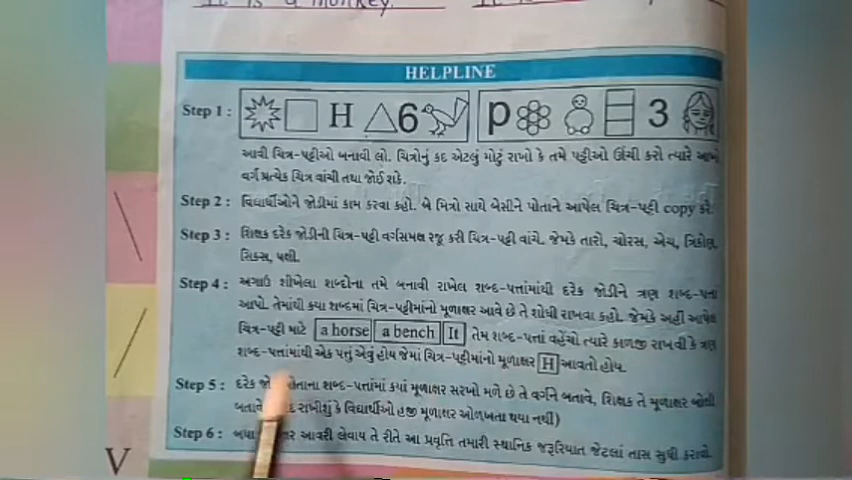 It is a monkey.
HELPLINE
Step 1 : H 6 p 3
આવી ચિત્ર-પટ્ટીઓ બનાવી લો. ચિત્રોનું કદ એટલું મોટું રાખો કે તમે પટ્ટીઓ ઊંચી કરો ત્યારે આખો
વર્ગ પ્રત્યેક ચિત્ર વાંચી તથા જોઈ શકે.
Step 2 : વિદ્યાર્થીઓને જોડીમાં કામ કરવા કહો. બે મિત્રો સાથે બેસીને પોતાને આપેલ ચિત્ર-પટ્ટી copy કરે.
Step 3 : શિક્ષક દરેક જોડીની ચિત્ર-પટ્ટી વર્ગસમક્ષ રજૂ કરી ચિત્ર-પટ્ટી વાંચે. જેમકે તારો, ચોરસ, એચ, ત્રિકોણ,
સિક્સ, પક્ષી.
Step 4 : અગાઉ શીખેલા શબ્દોના તમે બનાવી રાખેલ શબ્દ-પત્તાંમાંથી દરેક જોડીને ત્રણ શબ્દ-પત્તાં
આપો. તેમાંથી કયા શબ્દમાં ચિત્ર-પટ્ટીમાંનો મૂળાક્ષર આવે છે તે શોધી રાખવા કહો. જેમકે અહીં આપેલ
ચિત્ર-પટ્ટી માટે a horse a bench It તેમ શબ્દ-પત્તાં વહેંચો ત્યારે કાળજી રાખવી કે ત્રણ
શબ્દ-પત્તાંમાંથી એક પત્તું એવું હોય જેમાં ચિત્ર-પટ્ટીમાંનો મૂળાક્ષર H આવતો હોય.
Step 5 : દરેક પોતાના શબ્દ-પત્તાંમાં કયાં મૂળાક્ષર સરખો મળે છે તે વર્ગને બતાવે, શિક્ષક તે મૂળાક્ષર બોલી
રાખીશું કે વિદ્યાર્થીઓ હજી મૂળાક્ષર ઓળખતા થયા નથી)
Step 6 : બધા આવરી લેવાય તે રીતે આ પ્રવૃત્તિ તમારી સ્થાનિક જરૂરિયાત જેટલાં તાસ સુધી કરાવો.
V